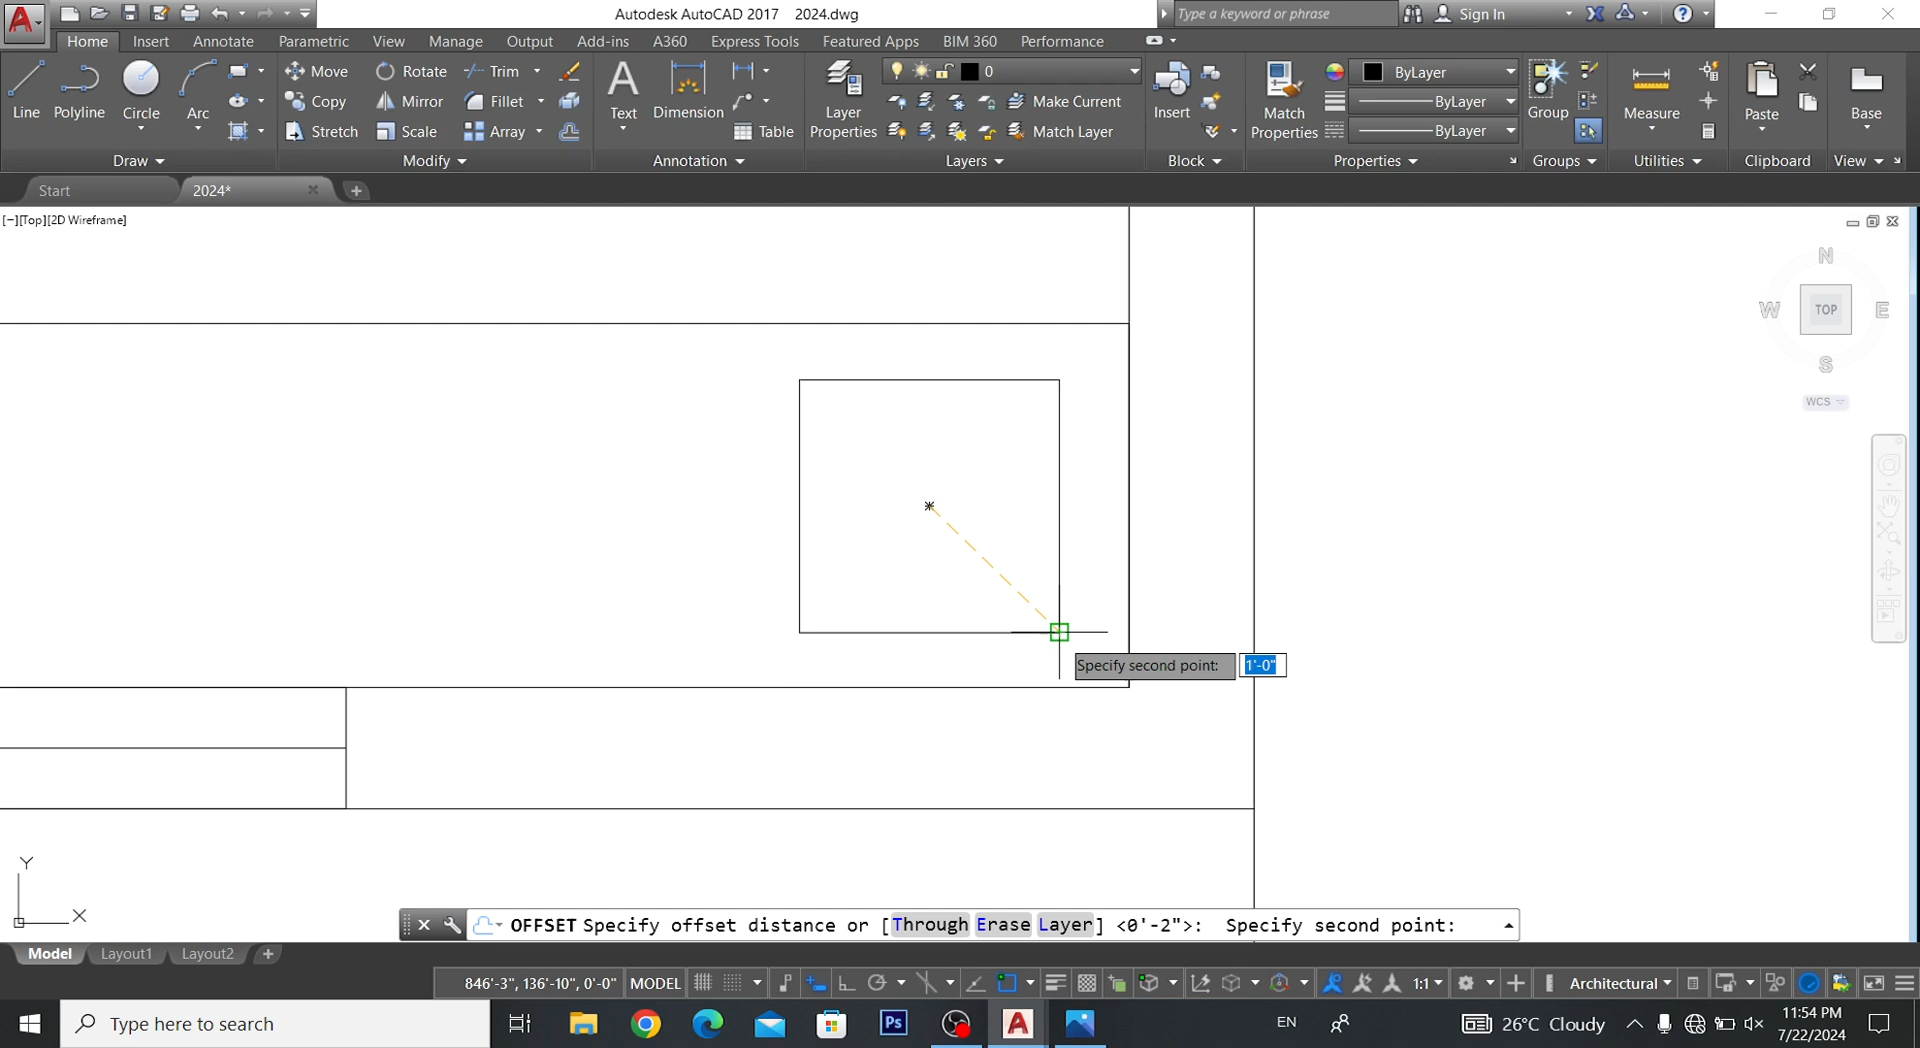 Autodesk AutoCAD 2017 2024.dwg
Type a keyword or phrase
Sign In
Home Insert Annotate Parametric View Manage Output Add-ins A360 Express Tools Featured Apps BIM 360 Performance
Line Polyline Circle Arc
Move Rotate Trim
Copy Mirror Fillet
Stretch Scale Array
Text Dimension Table
Layer Properties
0
Make Current
Match Layer
Insert
Match Properties
ByLayer
ByLayer
ByLayer
Group
Measure
Paste
Base
Draw Modify Annotation Layers Block Properties Groups Utilities Clipboard View
Start 2024*
[−][Top][2D Wireframe]
N
W TOP E
S
WCS
Specify second point: 1'-0"
Y
X
OFFSET Specify offset distance or [Through Erase Layer] <0'-2">: Specify second point:
Model Layout1 Layout2
846'-3", 136'-10", 0'-0" MODEL 1:1 Architectural
Type here to search
Ps
EN
26°C Cloudy
11:54 PM
7/22/2024